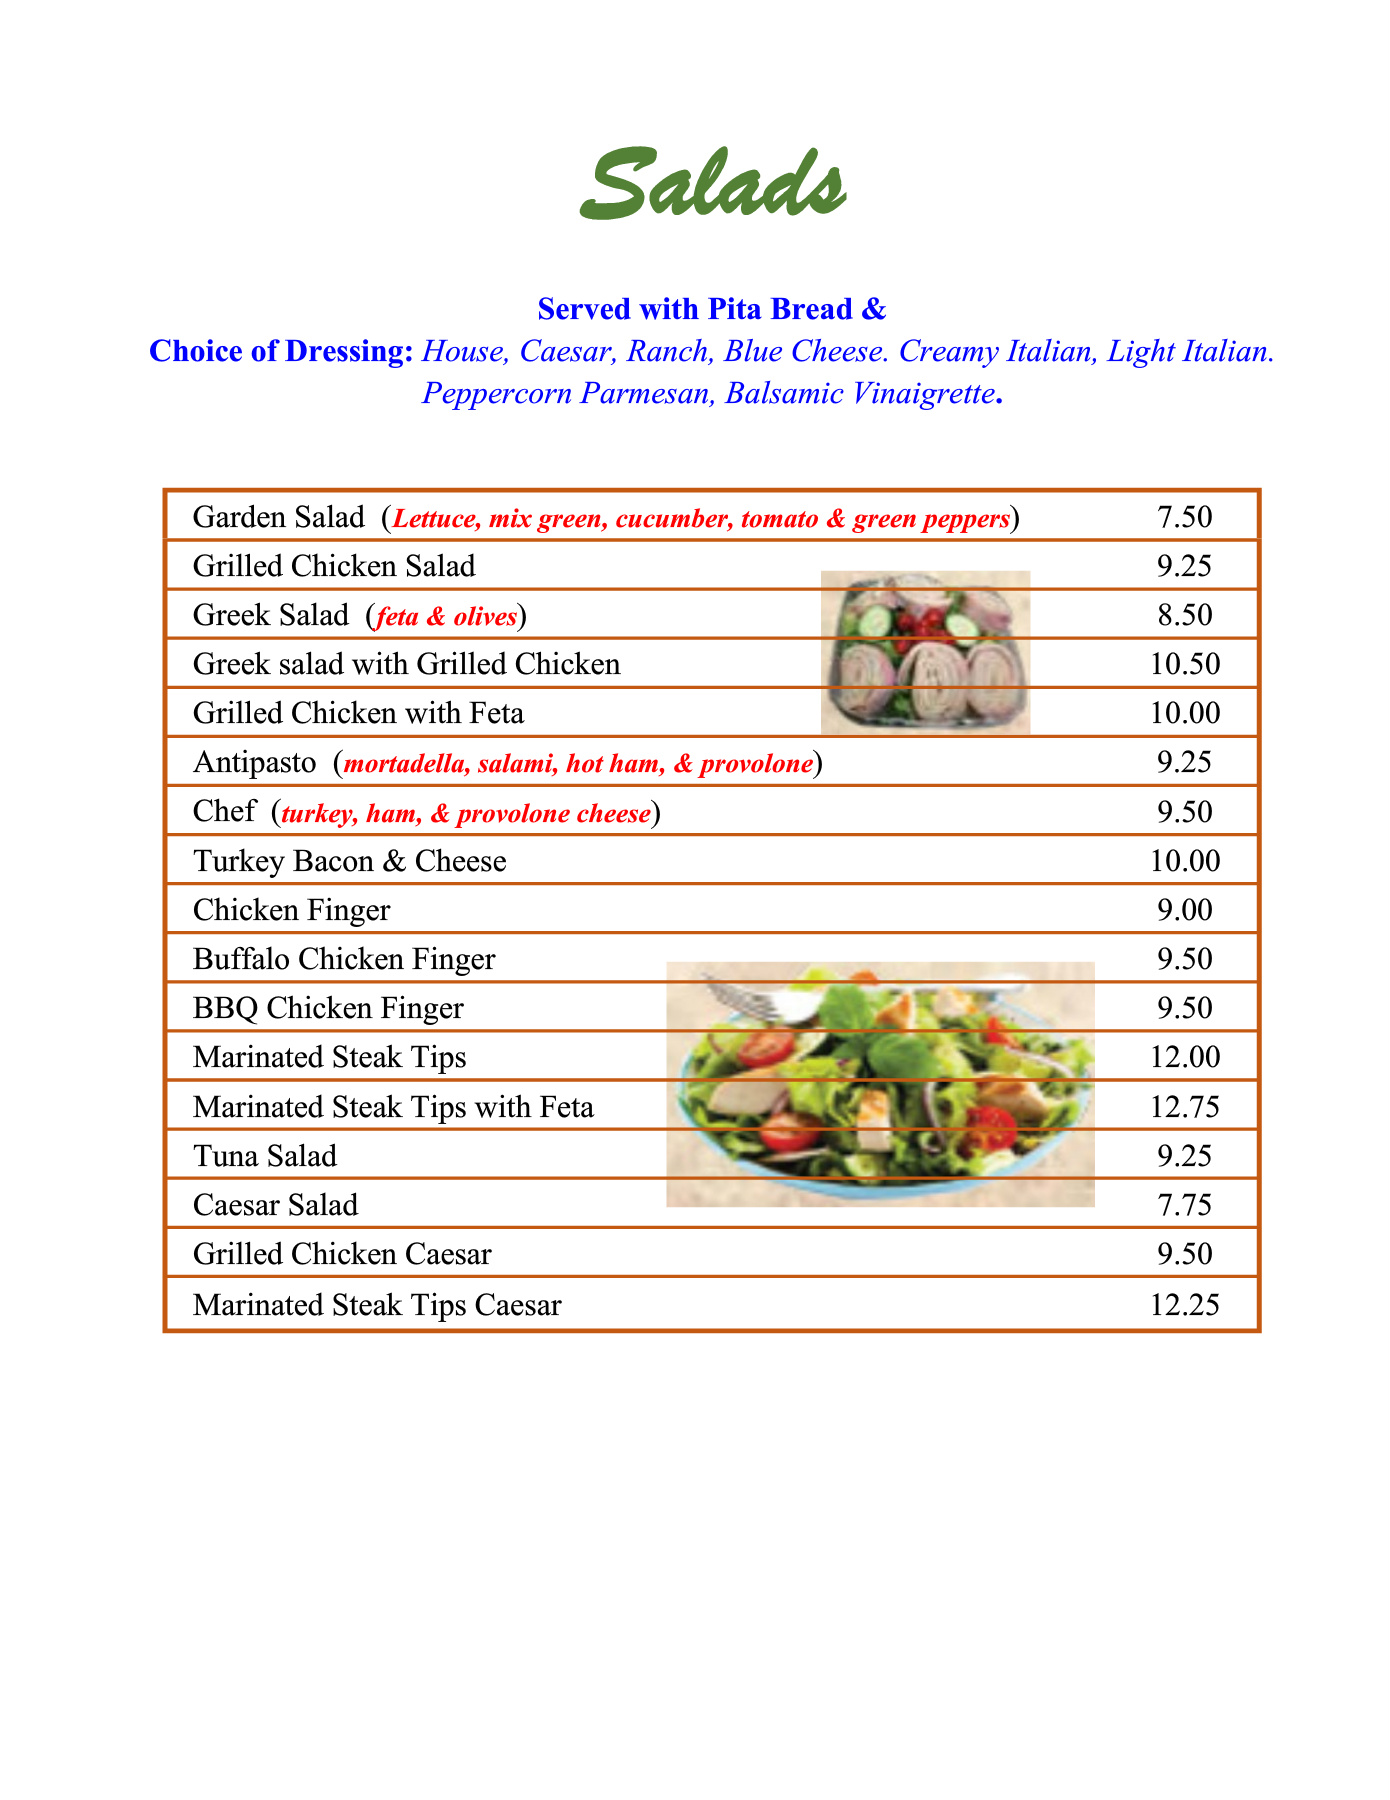 Salads
Served with Pita Bread &
Choice of Dressing: House, Caesar, Ranch, Blue Cheese. Creamy Italian, Light Italian.
Peppercorn Parmesan, Balsamic Vinaigrette.
Garden Salad (Lettuce, mix green, cucumber, tomato & green peppers) 7.50
Grilled Chicken Salad 9.25
Greek Salad (feta & olives) 8.50
Greek salad with Grilled Chicken 10.50
Grilled Chicken with Feta 10.00
Antipasto (mortadella, salami, hot ham, & provolone) 9.25
Chef (turkey, ham, & provolone cheese) 9.50
Turkey Bacon & Cheese 10.00
Chicken Finger 9.00
Buffalo Chicken Finger 9.50
BBQ Chicken Finger 9.50
Marinated Steak Tips 12.00
Marinated Steak Tips with Feta 12.75
Tuna Salad 9.25
Caesar Salad 7.75
Grilled Chicken Caesar 9.50
Marinated Steak Tips Caesar 12.25